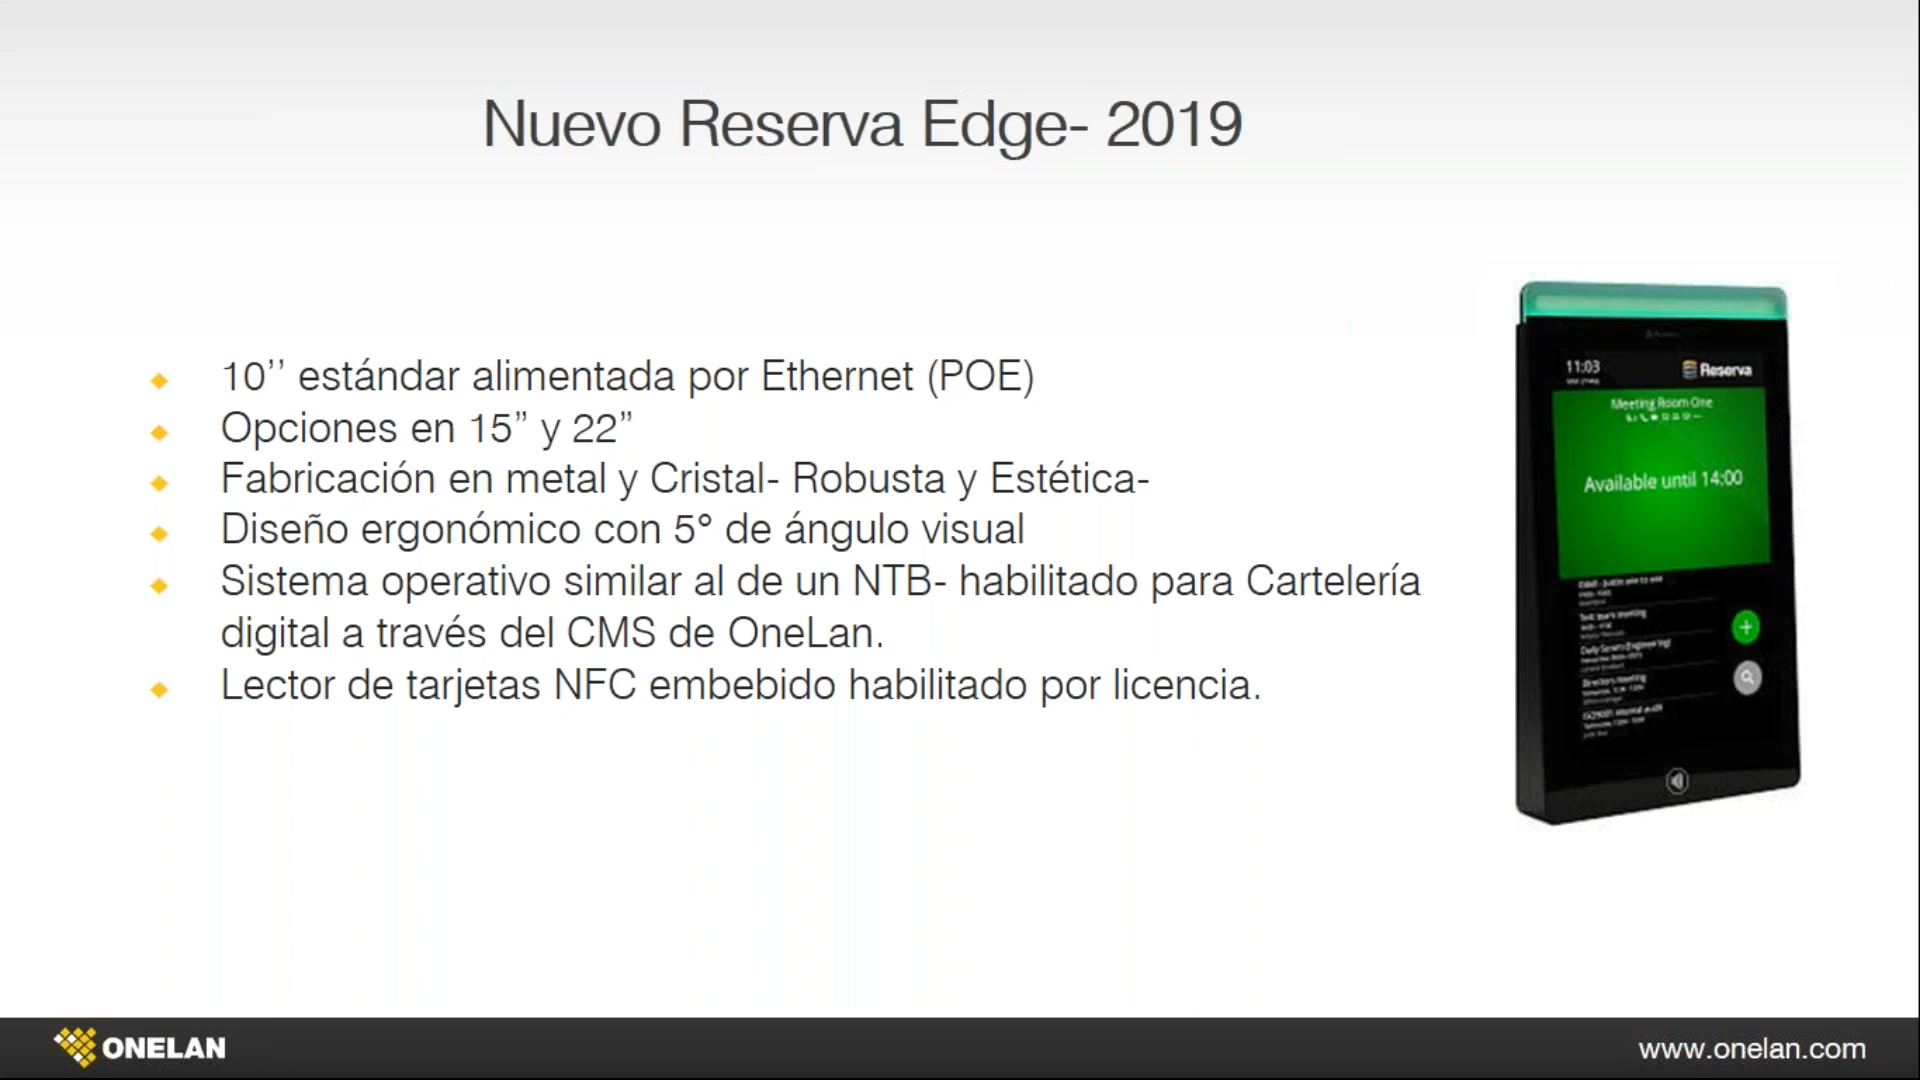 Nuevo Reserva Edge- 2019
10’’ estándar alimentada por Ethernet (POE)
Opciones en 15” y 22”
Fabricación en metal y Cristal- Robusta y Estética-
Diseño ergonómico con 5° de ángulo visual
Sistema operativo similar al de un NTB- habilitado para Cartelería
digital a través del CMS de OneLan.
Lector de tarjetas NFC embebido habilitado por licencia.
11:03
Reserva
Meeting Room One
Available until 14:00
ONELAN
www.onelan.com